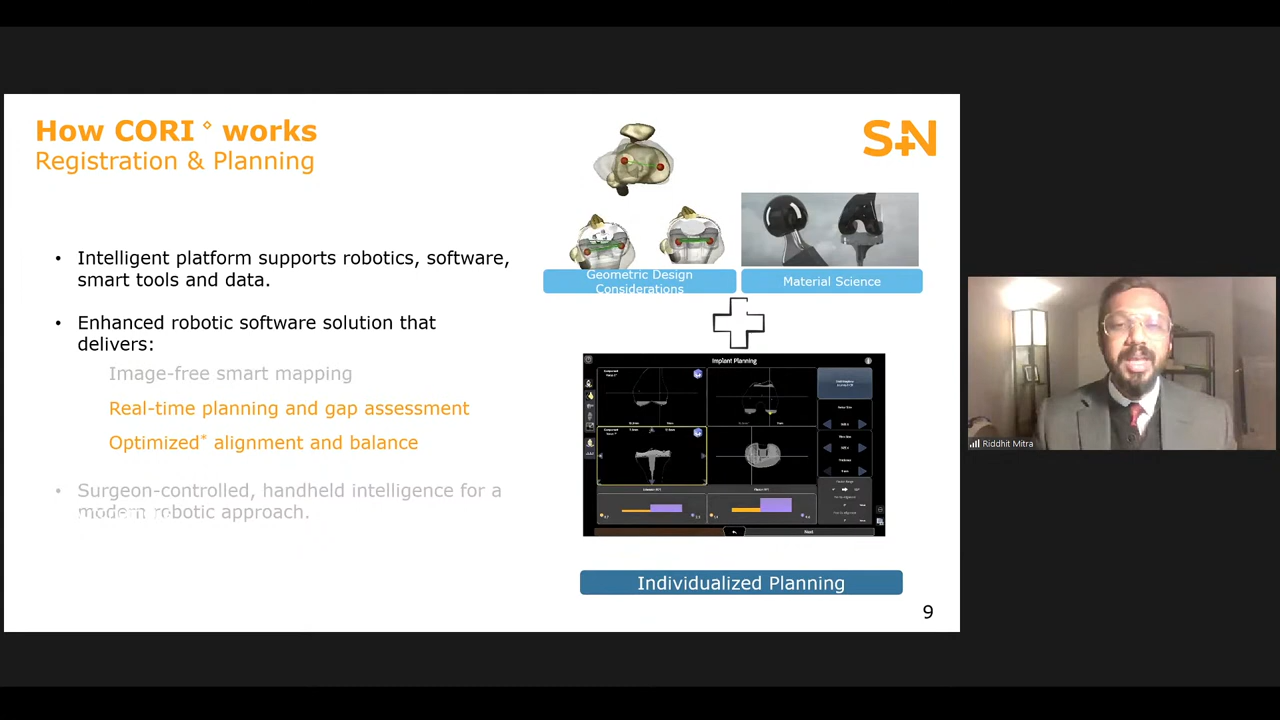 How CORI◊ works
Registration & Planning
S+N
• Intelligent platform supports robotics, software,
smart tools and data.
• Enhanced robotic software solution that
delivers:
Image-free smart mapping
Real-time planning and gap assessment
Optimized* alignment and balance
• Surgeon-controlled, handheld intelligence for a
modern robotic approach.
Geometric Design
Considerations
Material Science
Implant Planning
Next
Individualized Planning
9
Riddhit Mitra